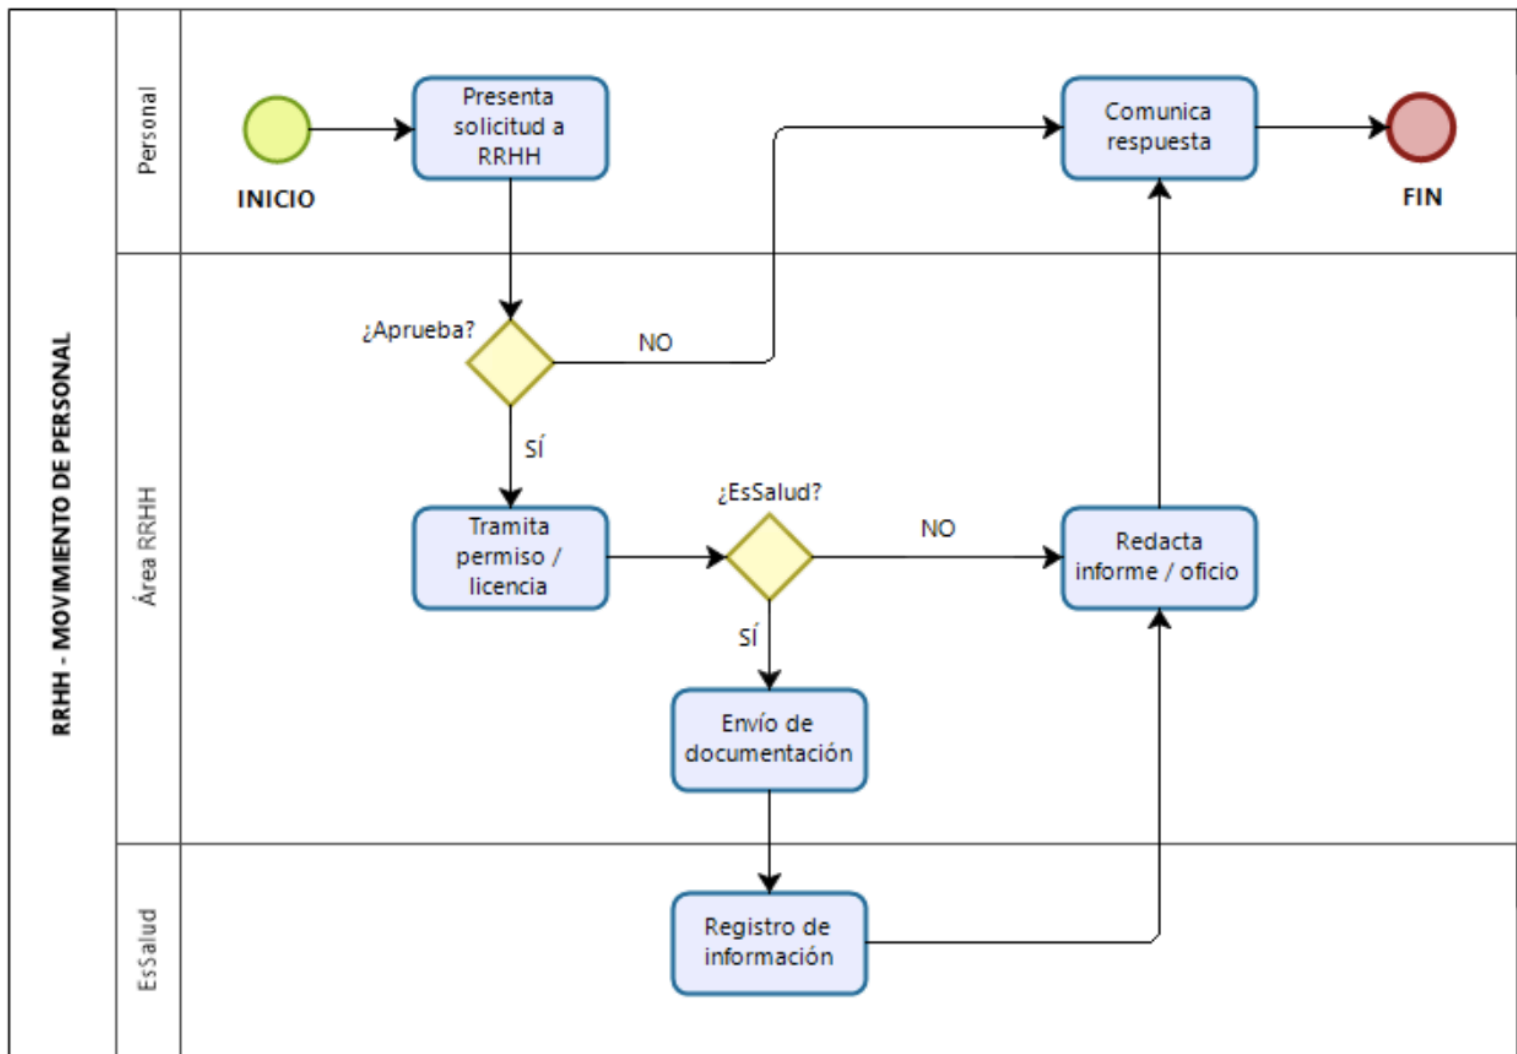 RRHH - MOVIMIENTO DE PERSONAL
Personal
INICIO
Presenta
solicitud a
RRHH
Comunica
respuesta
FIN
Área RRHH
¿Aprueba?
NO
SÍ
Tramita
permiso /
licencia
¿EsSalud?
NO
SÍ
Redacta
informe / oficio
Envío de
documentación
EsSalud
Registro de
información